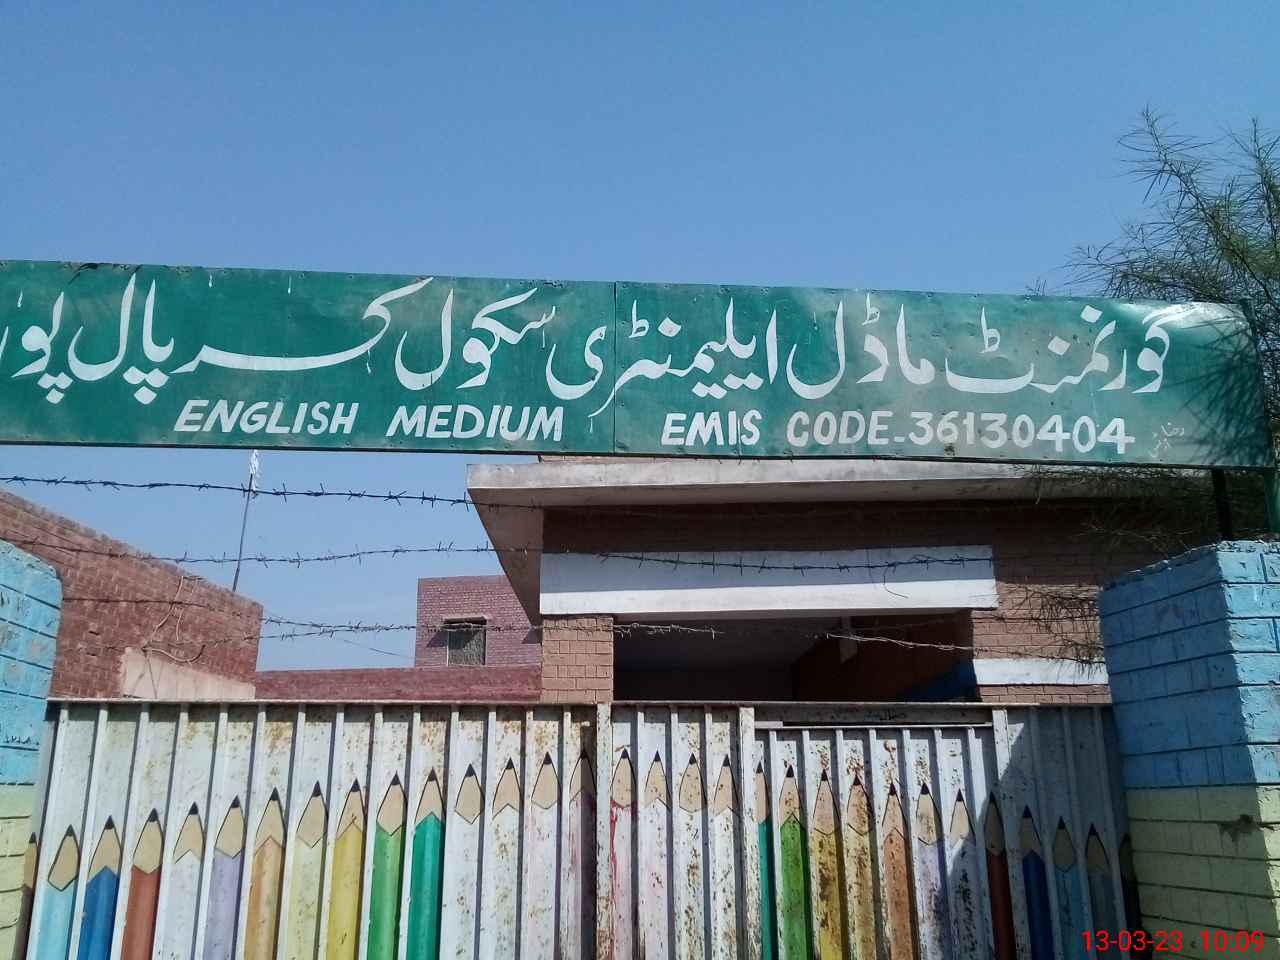 گورنمنٹ ماڈل ایلیمنٹری سکول کرپال پور
ENGLISH MEDIUM EMIS CODE-36130404
13-03-23 10:09